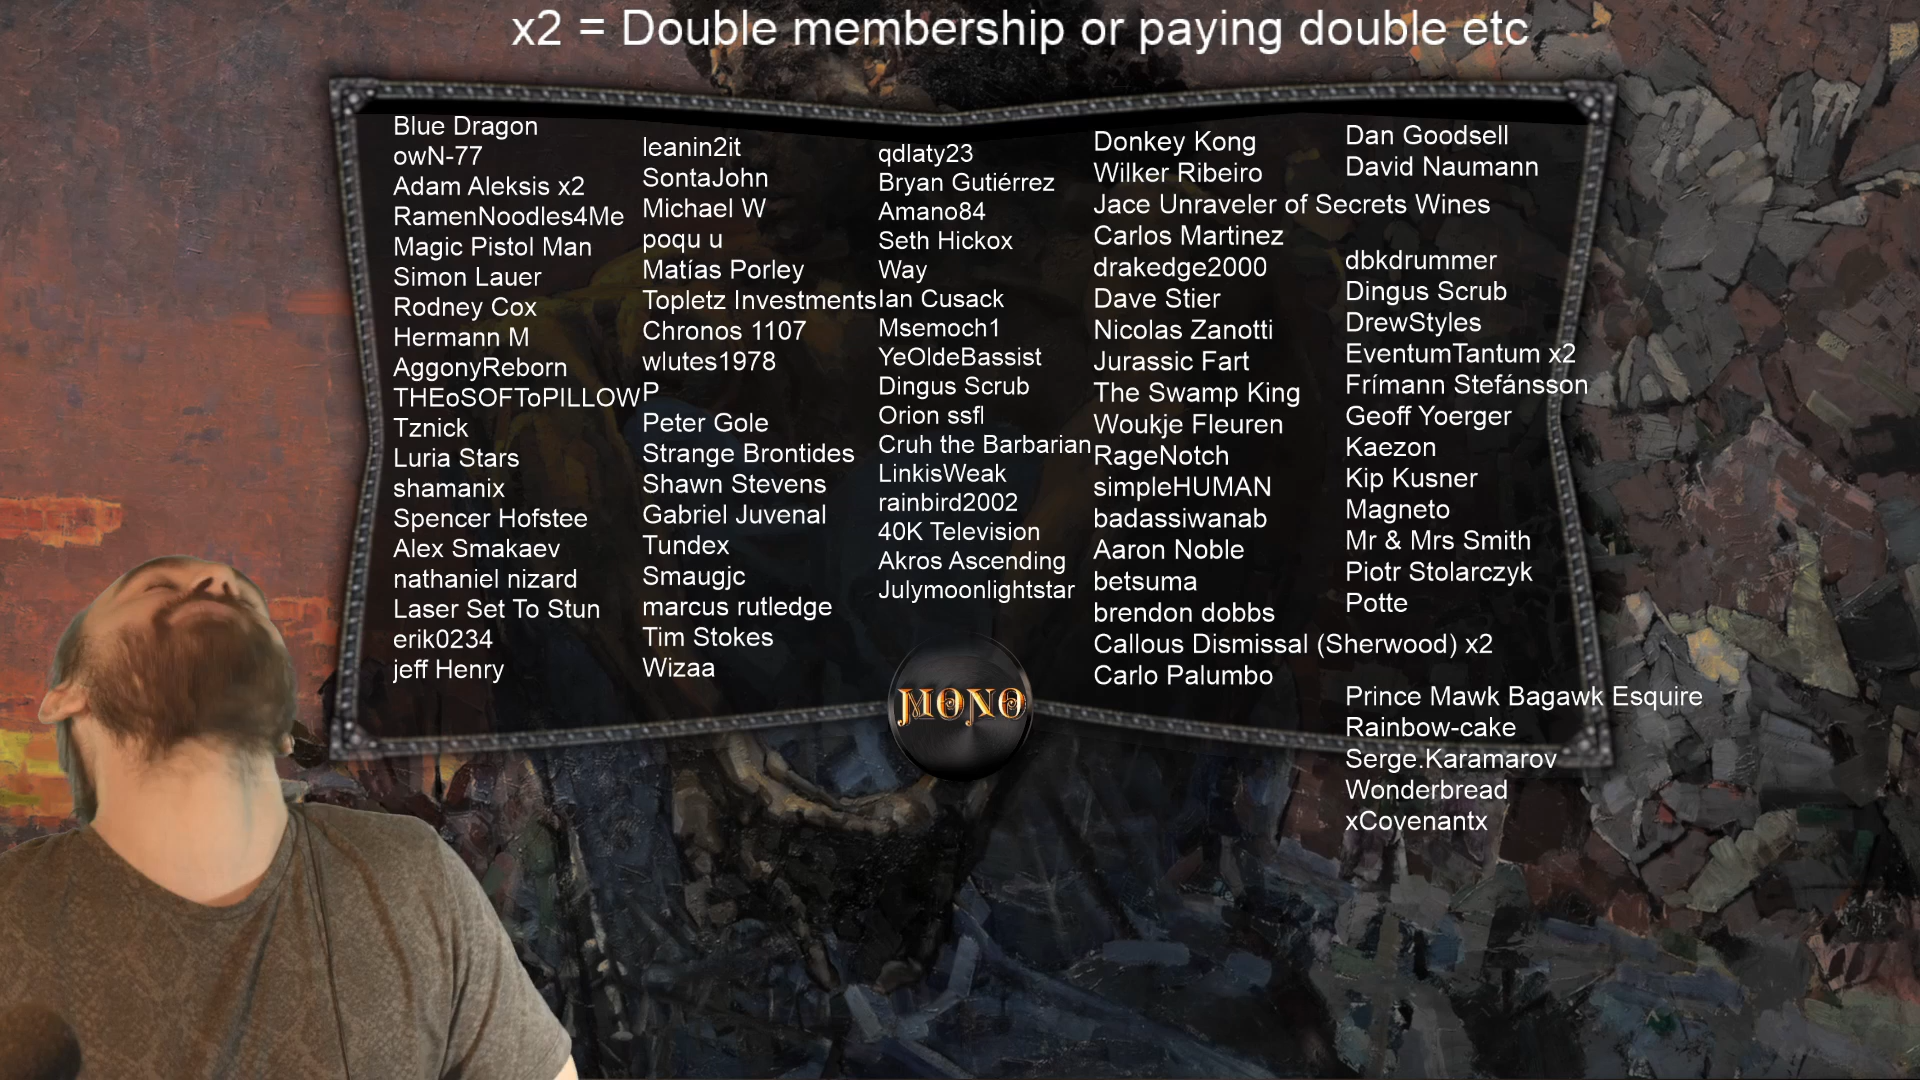 x2 = Double membership or paying double etc
Blue Dragon
owN-77
Adam Aleksis x2
RamenNoodles4Me
Magic Pistol Man
Simon Lauer
Rodney Cox
Hermann M
AggonyReborn
THEoSOFToPILLOW
Tznick
Luria Stars
shamanix
Spencer Hofstee
Alex Smakaev
nathaniel nizard
Laser Set To Stun
erik0234
jeff Henry
leanin2it
SontaJohn
Michael W
poqu u
Matías Porley
Topletz Investments
Chronos 1107
wlutes1978
P
Peter Gole
Strange Brontides
Shawn Stevens
Gabriel Juvenal
Tundex
Smaugjc
marcus rutledge
Tim Stokes
Wizaa
qdlaty23
Bryan Gutiérrez
Amano84
Seth Hickox
Way
Ian Cusack
Msemoch1
YeOldeBassist
Dingus Scrub
Orion ssfl
Cruh the Barbarian
LinkisWeak
rainbird2002
40K Television
Akros Ascending
Julymoonlightstar
MONO
Donkey Kong
Wilker Ribeiro
Jace Unraveler of Secrets Wines
Carlos Martinez
drakedge2000
Dave Stier
Nicolas Zanotti
Jurassic Fart
The Swamp King
Woukje Fleuren
RageNotch
simpleHUMAN
badassiwanab
Aaron Noble
betsuma
brendon dobbs
Callous Dismissal (Sherwood) x2
Carlo Palumbo
Dan Goodsell
David Naumann
dbkdrummer
Dingus Scrub
DrewStyles
EventumTantum x2
Frímann Stefánsson
Geoff Yoerger
Kaezon
Kip Kusner
Magneto
Mr & Mrs Smith
Piotr Stolarczyk
Potte
Prince Mawk Bagawk Esquire
Rainbow-cake
Serge.Karamarov
Wonderbread
xCovenantx